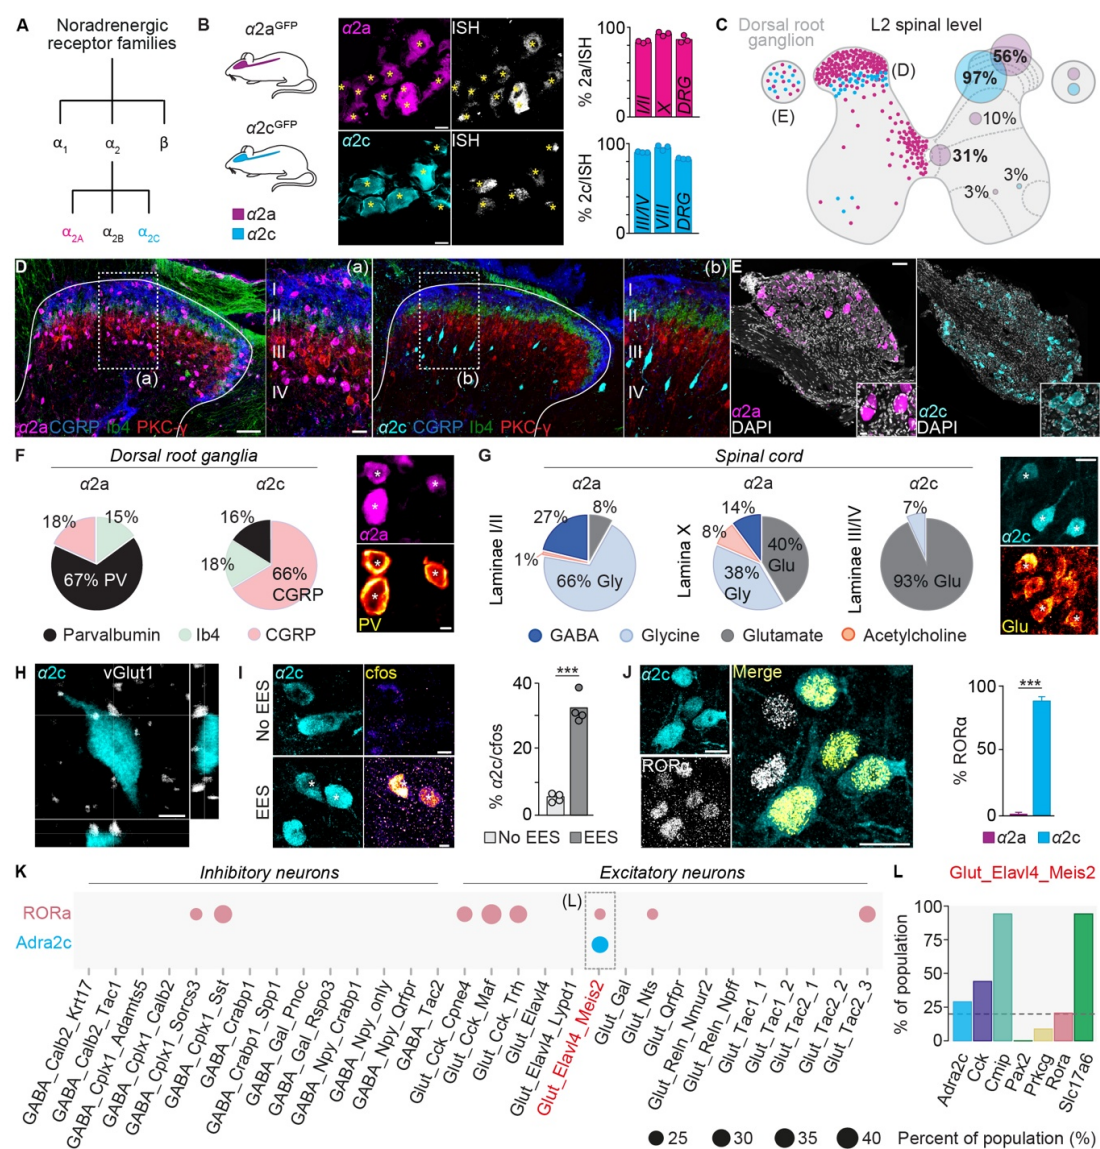 A
Noradrenergic
receptor families
α1
α2
β
α2A
α2B
α2C
B
α2aGFP
α2cGFP
α2a
α2c
α2a
ISH
α2c
ISH
% 2a/ISH
100
0
I/II
X
DRG
% 2c/ISH
100
0
III/IV
VIII
DRG
C
Dorsal root
ganglion
L2 spinal level
(D)
(E)
56%
97%
10%
31%
3%
3%
D
(a)
I
II
III
IV
(a)
α2a CGRP Ib4 PKC-γ
(b)
I
II
III
IV
(b)
α2c CGRP Ib4 PKC-γ
E
α2a
DAPI
α2c
DAPI
F
Dorsal root ganglia
α2a
α2c
18%
15%
67% PV
16%
18%
66%
CGRP
α2a
PV
Parvalbumin
Ib4
CGRP
G
Spinal cord
α2a
α2a
α2c
Laminae I/II
27%
8%
1%
66% Gly
Lamina X
14%
8%
40%
Glu
38%
Gly
Laminae III/IV
7%
93% Glu
α2c
Glu
GABA
Glycine
Glutamate
Acetylcholine
H
α2c
vGlut1
I
α2c
cfos
No EES
EES
% α2c/cfos
40
20
0
***
No EES
EES
J
α2c
RORα
Merge
% RORα
100
50
0
***
α2a
α2c
K
Inhibitory neurons
Excitatory neurons
RORa
Adra2c
(L)
GABA_Calb2_Krt17
GABA_Calb2_Tac1
GABA_Cplx1_Adamts5
GABA_Cplx1_Calb2
GABA_Cplx1_Sorcs3
GABA_Cplx1_Sst
GABA_Crabp1
GABA_Crabp1_Spp1
GABA_Gal_Pnoc
GABA_Gal_Rspo3
GABA_Npy_Crabp1
GABA_Npy_only
GABA_Npy_Qrfpr
GABA_Tac2
Glut_Cck_Cpne4
Glut_Cck_Maf
Glut_Cck_Trh
Glut_Elavl4
Glut_Elavl4_Lypd1
Glut_Elavl4_Meis2
Glut_Gal
Glut_Nts
Glut_Qrfpr
Glut_Reln_Nmur2
Glut_Reln_Npff
Glut_Tac1_1
Glut_Tac1_2
Glut_Tac2_1
Glut_Tac2_2
Glut_Tac2_3
25
30
35
40
Percent of population (%)
L
Glut_Elavl4_Meis2
% of population
100
75
50
25
0
Adra2c
Cck
Cmip
Pax2
Prkcg
Rora
Slc17a6